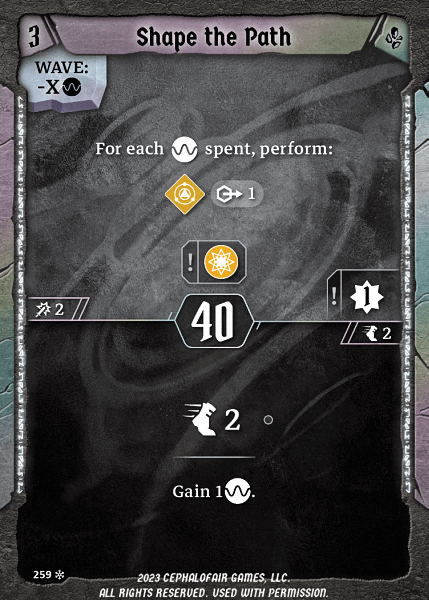 3 Shape the Path
WAVE:
-X
For each spent, perform:
1
!
! 1
2
40
2
2
Gain 1.
259
2023 CEPHALOFAIR GAMES, LLC.
ALL RIGHTS RESERVED. USED WITH PERMISSION.